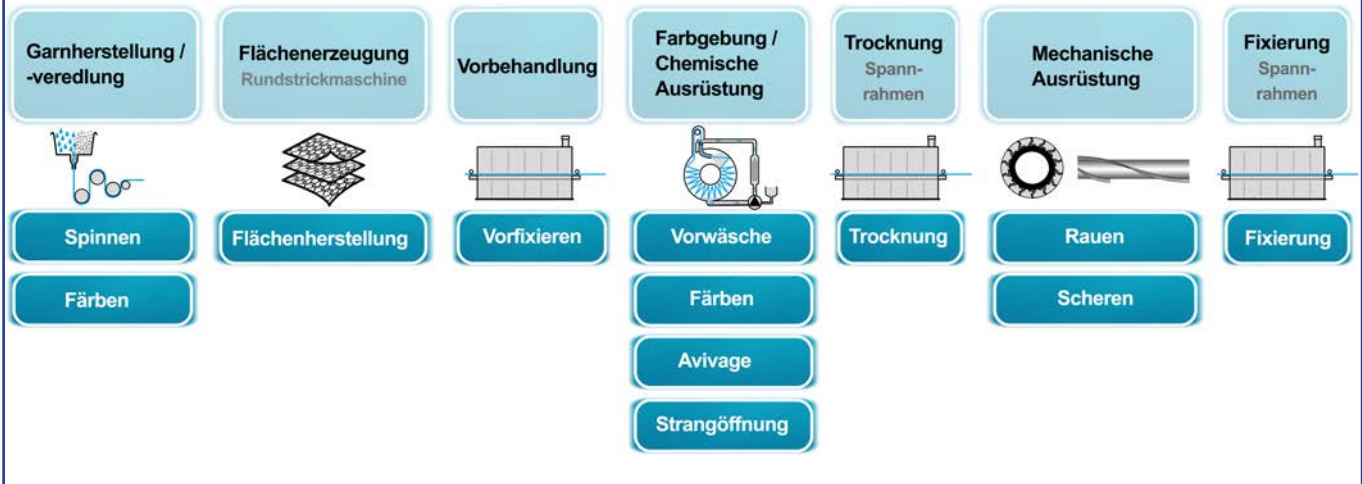 Garnherstellung /
-veredlung
Flächenerzeugung
Rundstrickmaschine
Vorbehandlung
Farbgebung /
Chemische
Ausrüstung
Trocknung
Spann-
rahmen
Mechanische
Ausrüstung
Fixierung
Spann-
rahmen
Spinnen
Flächenherstellung
Vorfixieren
Vorwäsche
Trocknung
Rauen
Fixierung
Färben
Färben
Scheren
Avivage
Strangöffnung